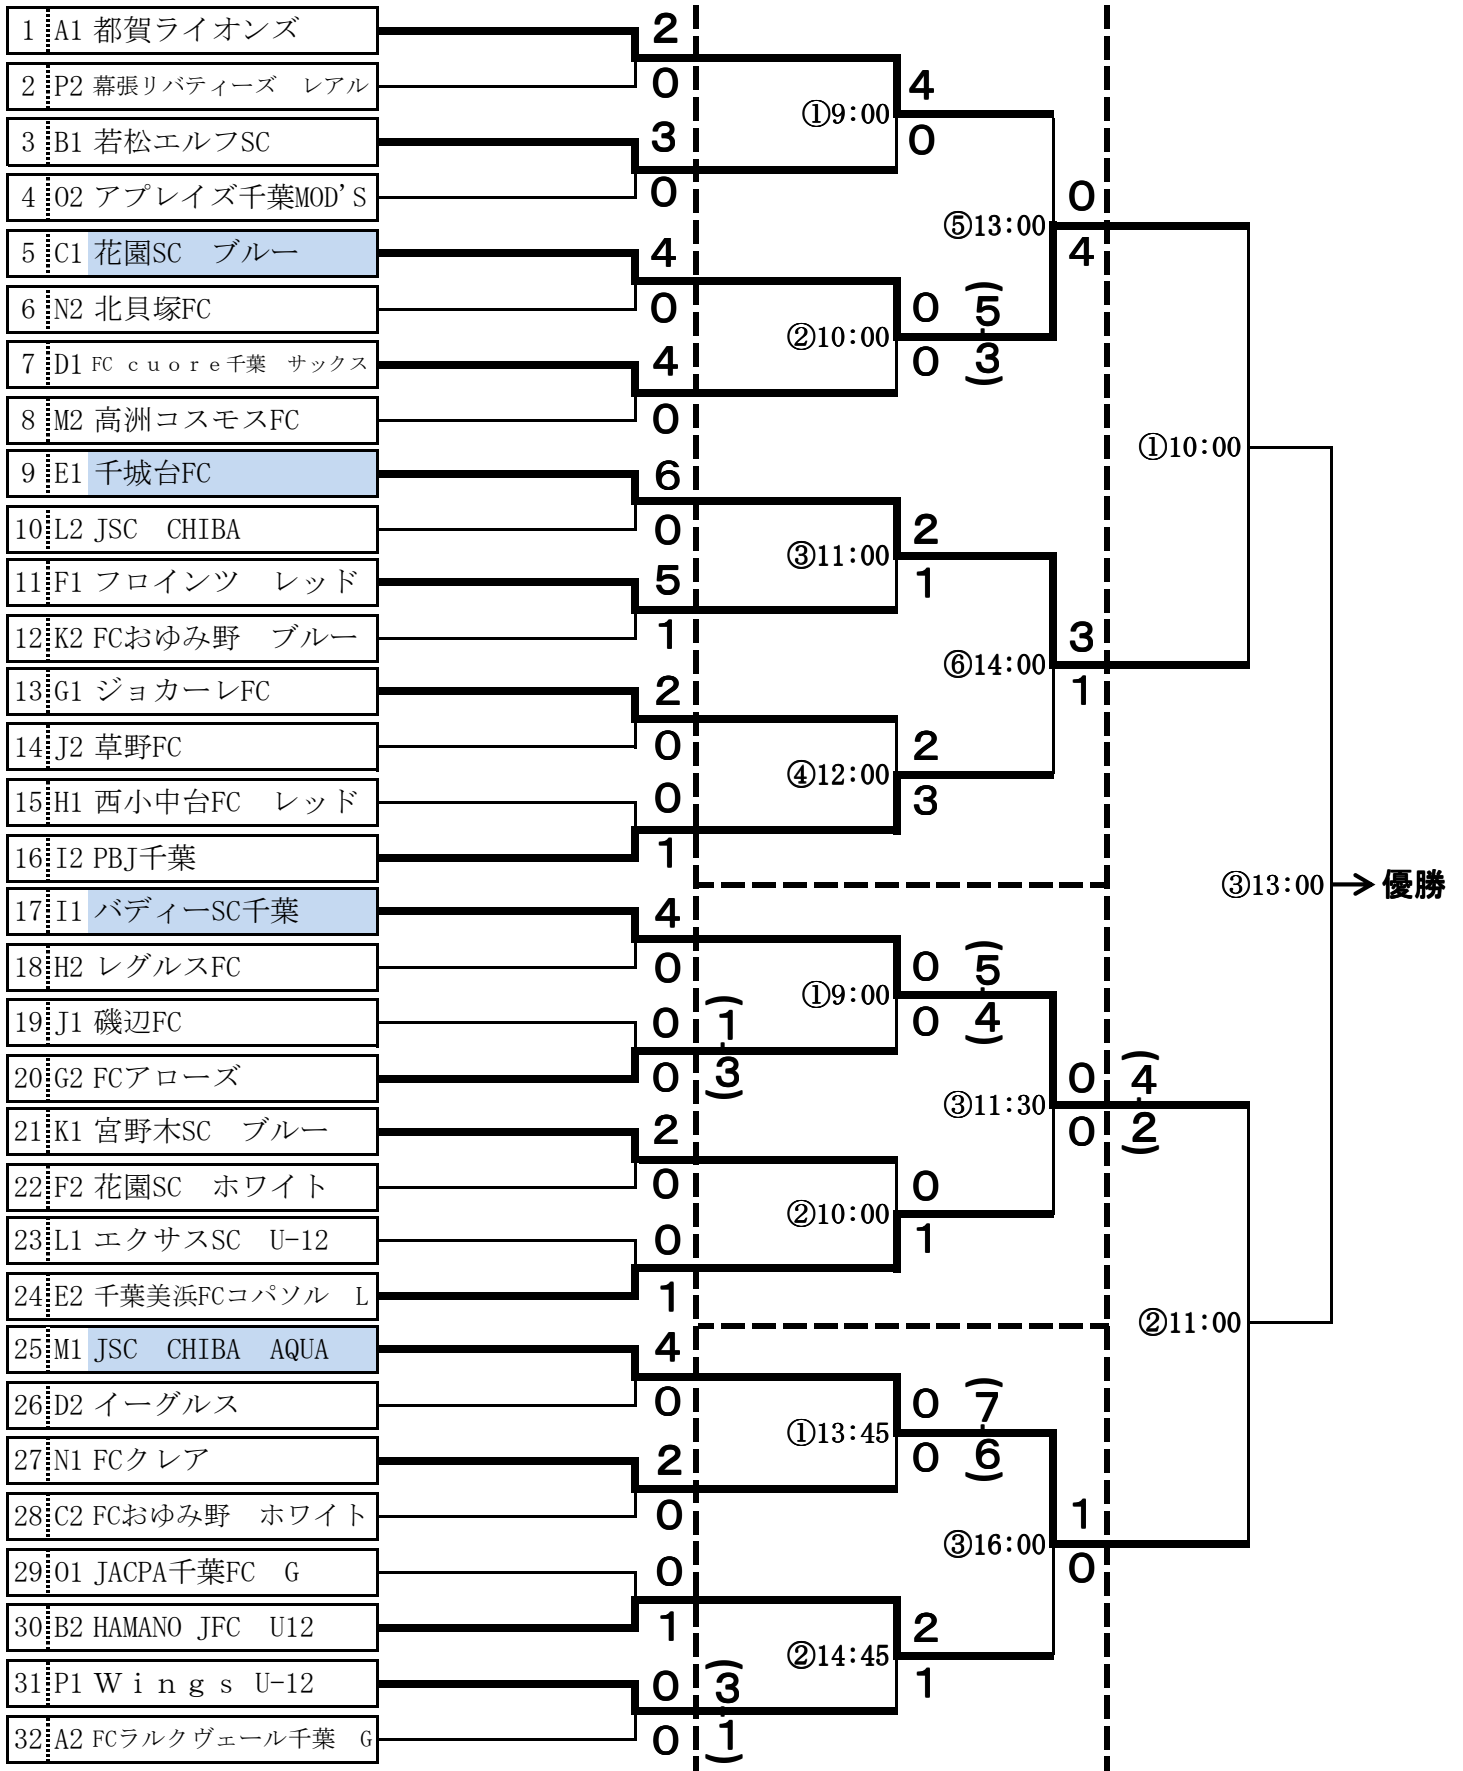 1 A1 都賀ライオンズ 2
2 P2 幕張リバティーズ　レアル 0
①9:00 4
0
3 B1 若松エルフSC 3
4 O2 アプレイズ千葉MOD'S 0
⑤13:00 0
4
5 C1 花園SC　ブルー 4
6 N2 北貝塚FC 0
②10:00 0 (5
0 3)
7 D1 FC ｃｕｏｒｅ千葉　サックス 4
8 M2 高洲コスモスFC 0
①10:00
9 E1 千城台FC 6
10 L2 JSC　CHIBA 0
③11:00 2
1
11 F1 フロインツ　レッド 5
12 K2 FCおゆみ野　ブルー 1
⑥14:00 3
1
13 G1 ジョカーレFC 2
14 J2 草野FC 0
④12:00 2
3
15 H1 西小中台FC　レッド 0
16 I2 PBJ千葉 1
③13:00 優勝
17 I1 バディーSC千葉 4
18 H2 レグルスFC 0
①9:00 0 (5
0 4)
19 J1 磯辺FC 0 (1
20 G2 FCアローズ 0 3)
③11:30 0 (4
0 2)
21 K1 宮野木SC　ブルー 2
22 F2 花園SC　ホワイト 0
②10:00 0
1
23 L1 エクサスSC　U-12 0
24 E2 千葉美浜FCコパソル　L 1
②11:00
25 M1 JSC　CHIBA　AQUA 4
26 D2 イーグルス 0
①13:45 0 (7
0 6)
27 N1 FCクレア 2
28 C2 FCおゆみ野　ホワイト 0
③16:00 1
0
29 O1 JACPA千葉FC　G 0
30 B2 HAMANO JFC　U12 1
②14:45 2
1
31 P1 Ｗｉｎｇｓ U-12 0 (3
32 A2 FCラルクヴェール千葉　G 0 1)